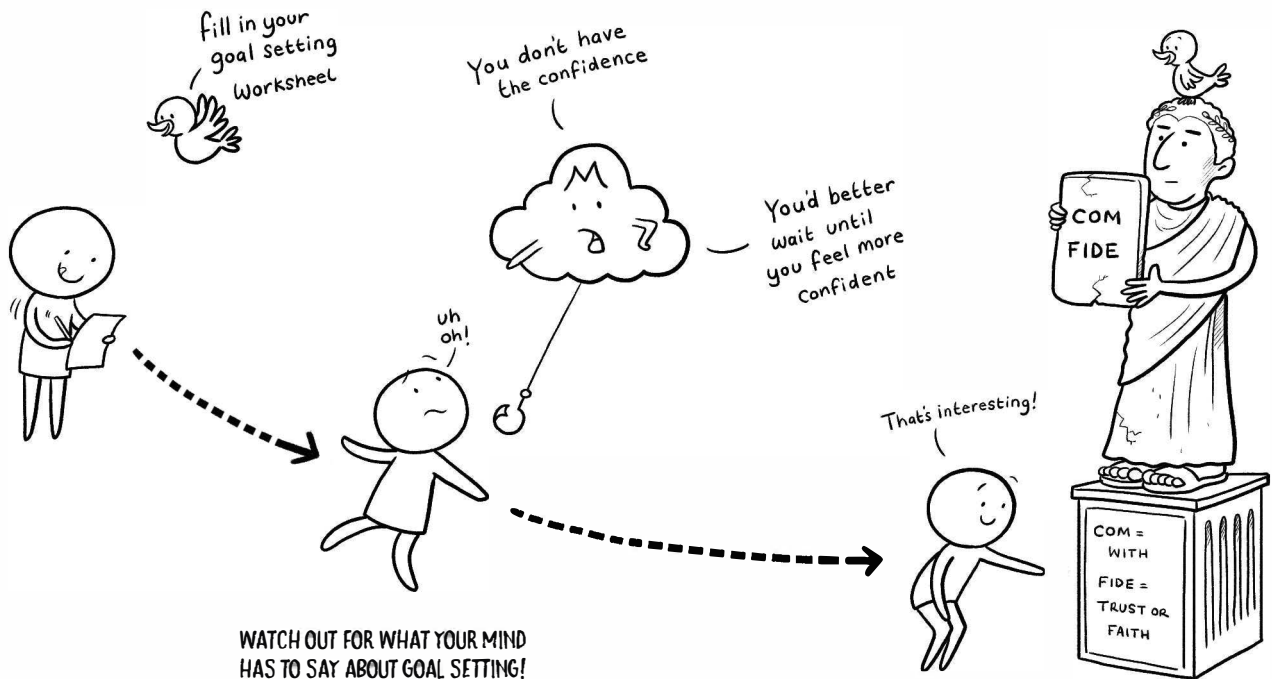 fill in your
goal setting
Worksheet
You don't have
the confidence
M
You'd better
wait until
you feel more
confident
uh
oh!
WATCH OUT FOR WHAT YOUR MIND
HAS TO SAY ABOUT GOAL SETTING!
That's interesting!
COM
FIDE
COM =
WITH
FIDE =
TRUST OR
FAITH